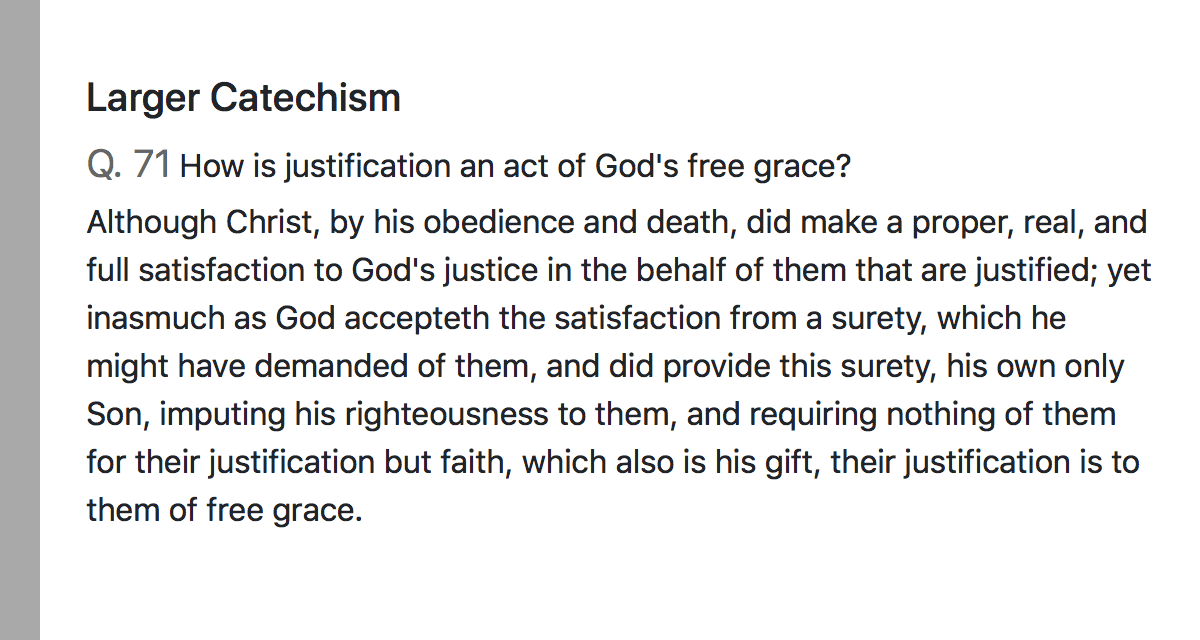 Larger Catechism
Q. 71 How is justification an act of God's free grace?
Although Christ, by his obedience and death, did make a proper, real, and
full satisfaction to God's justice in the behalf of them that are justified; yet
inasmuch as God accepteth the satisfaction from a surety, which he
might have demanded of them, and did provide this surety, his own only
Son, imputing his righteousness to them, and requiring nothing of them
for their justification but faith, which also is his gift, their justification is to
them of free grace.